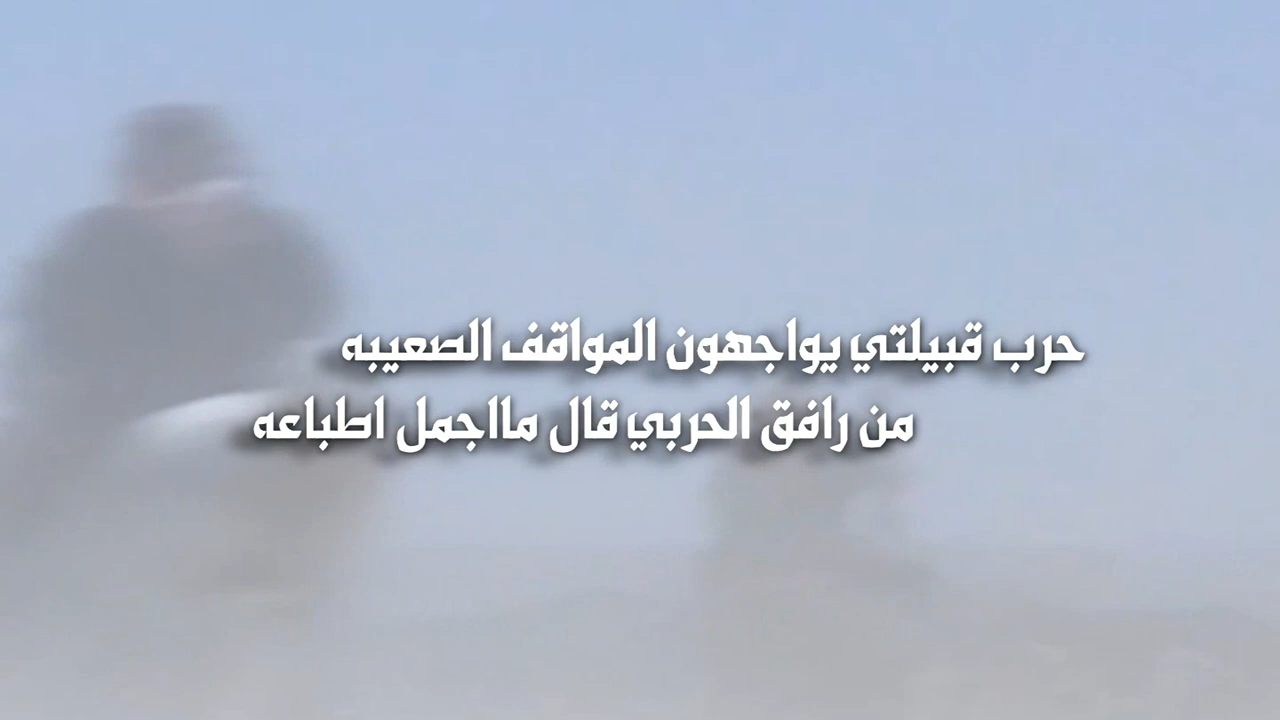 حرب قبيلتي يواجهون المواقف الصعيبه
من رافق الحربي قال مااجمل اطباعه